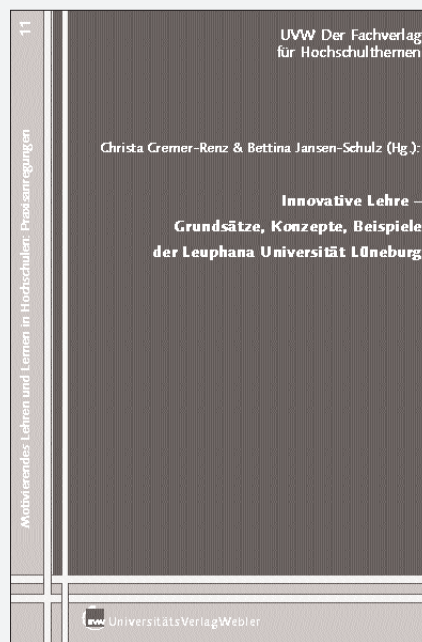 11
Motivierendes Lehren und Lernen in Hochschulen: Praxisanregungen
UVW Der Fachverlag
für Hochschulthemen
Christa Cremer-Renz & Bettina Jansen-Schulz (Hg.):
Innovative Lehre –
Grundsätze, Konzepte, Beispiele
der Leuphana Universität Lüneburg
UVW UniversitätsVerlagWebler